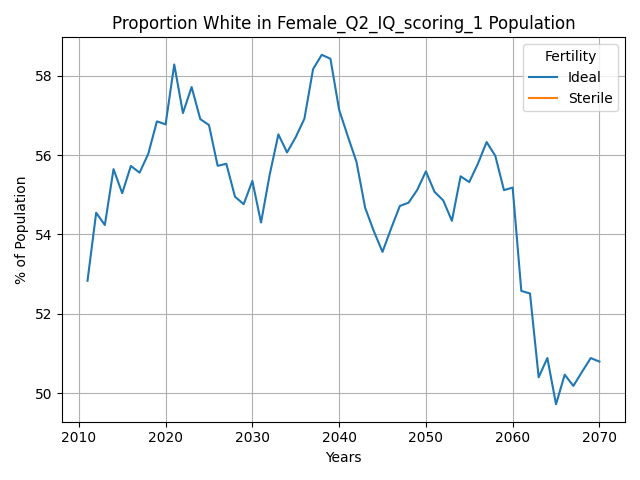 Proportion White in Female_Q2_IQ_scoring_1 Population
Fertility
Ideal
Sterile
% of Population
58
56
54
52
50
2010 2020 2030 2040 2050 2060 2070
Years